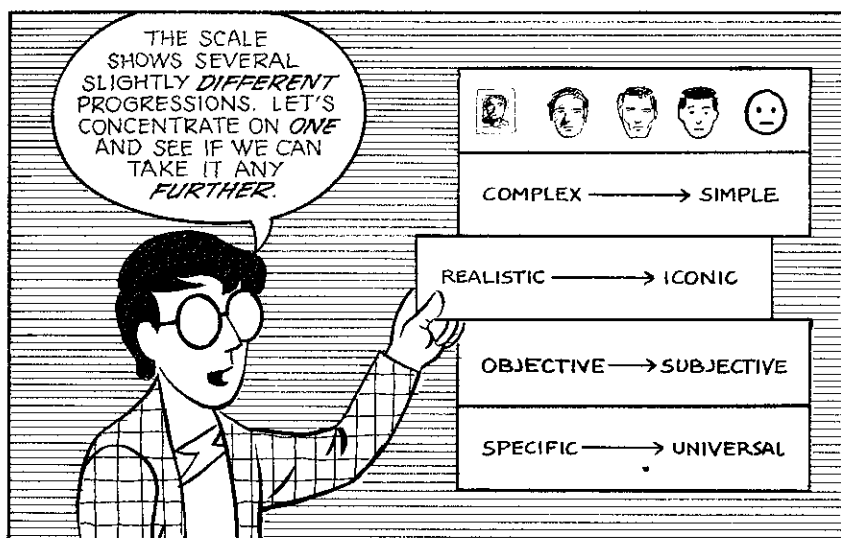 THE SCALE
SHOWS SEVERAL
SLIGHTLY DIFFERENT
PROGRESSIONS. LET'S
CONCENTRATE ON ONE
AND SEE IF WE CAN
TAKE IT ANY
FURTHER.
COMPLEX → SIMPLE
REALISTIC → ICONIC
OBJECTIVE → SUBJECTIVE
SPECIFIC → UNIVERSAL